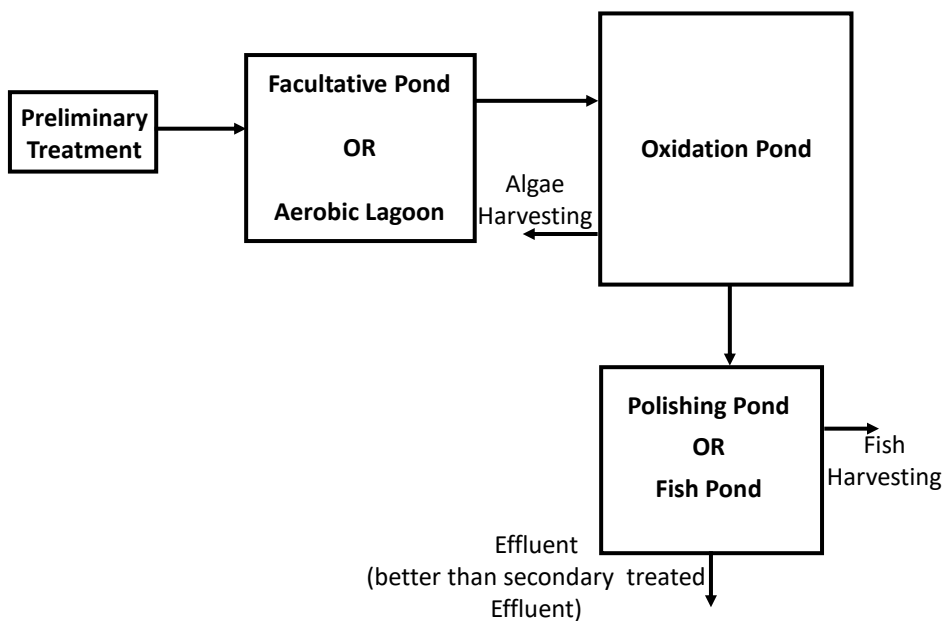 Preliminary
Treatment
Facultative Pond
OR
Aerobic Lagoon
Algae
Harvesting
Oxidation Pond
Polishing Pond
OR
Fish Pond
Fish
Harvesting
Effluent
(better than secondary treated
Effluent)